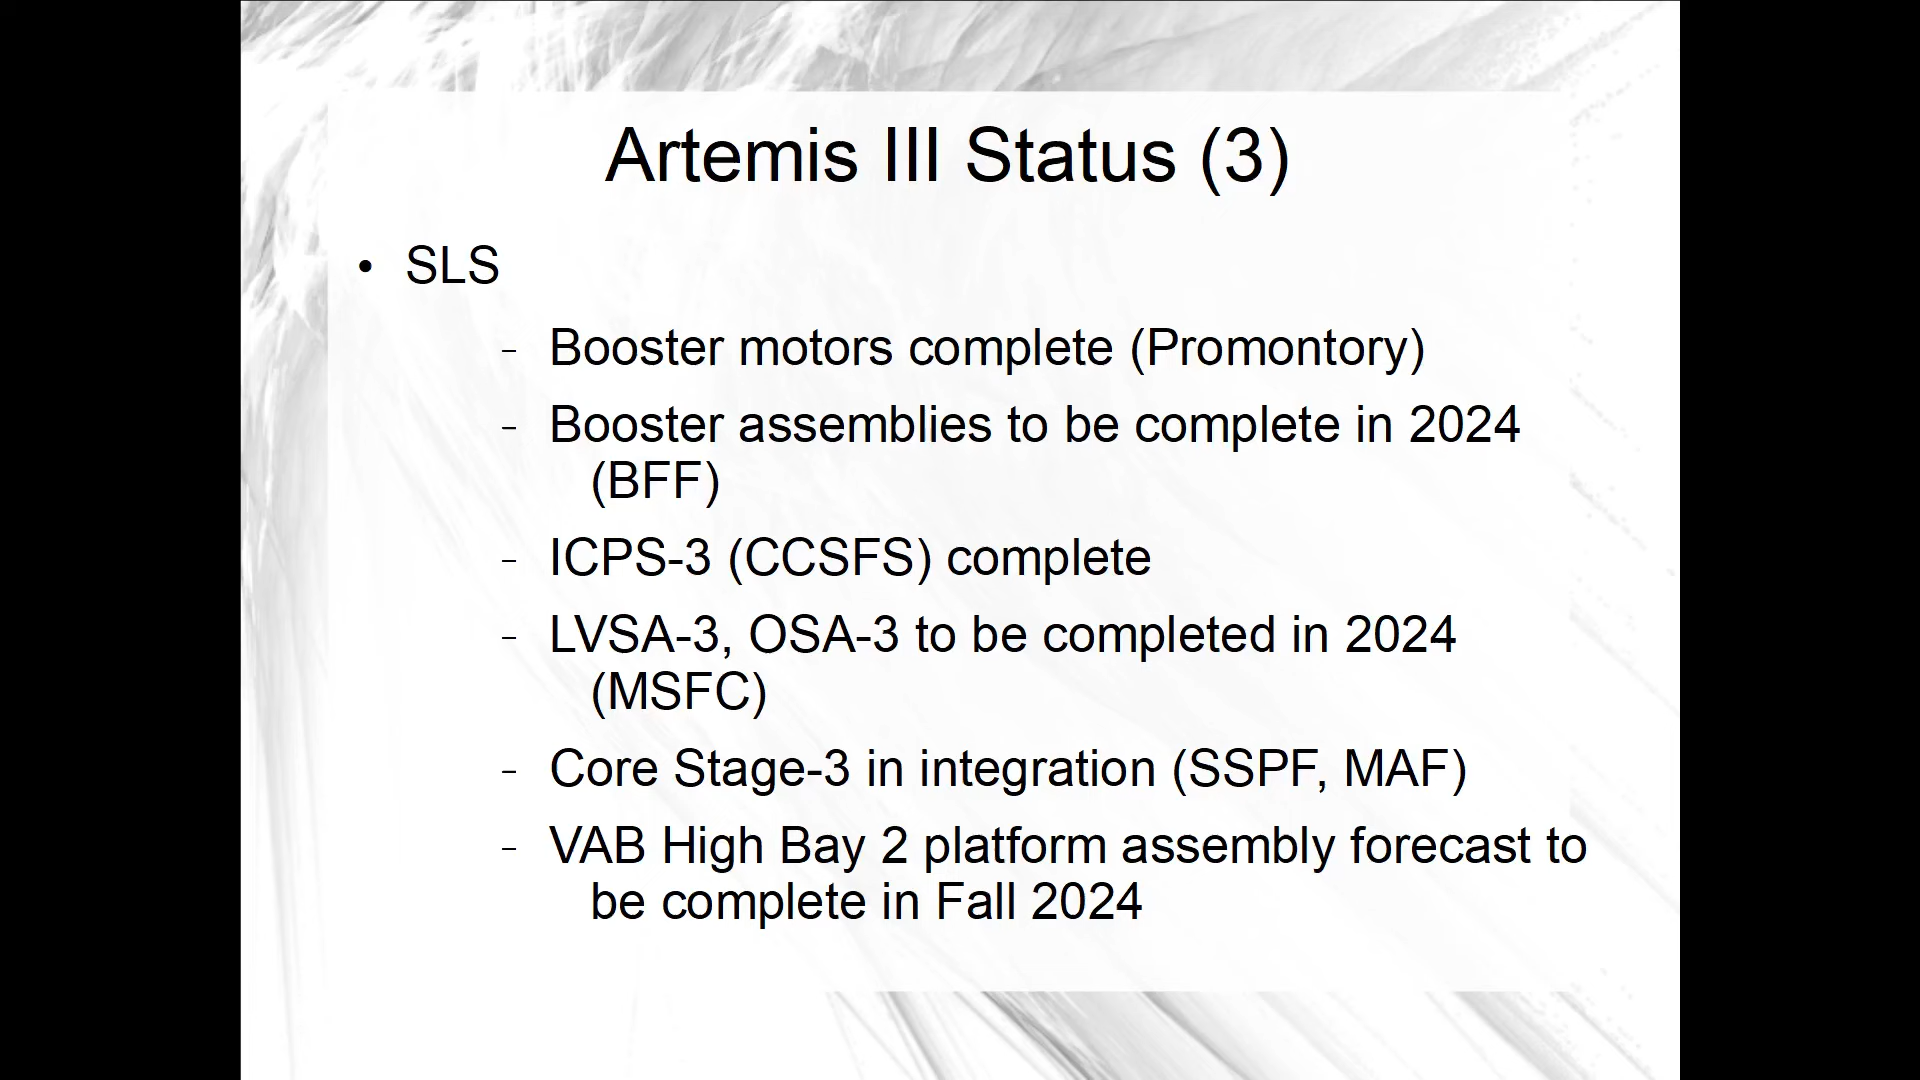 Artemis III Status (3)
• SLS
– Booster motors complete (Promontory)
– Booster assemblies to be complete in 2024
(BFF)
– ICPS-3 (CCSFS) complete
– LVSA-3, OSA-3 to be completed in 2024
(MSFC)
– Core Stage-3 in integration (SSPF, MAF)
– VAB High Bay 2 platform assembly forecast to
be complete in Fall 2024